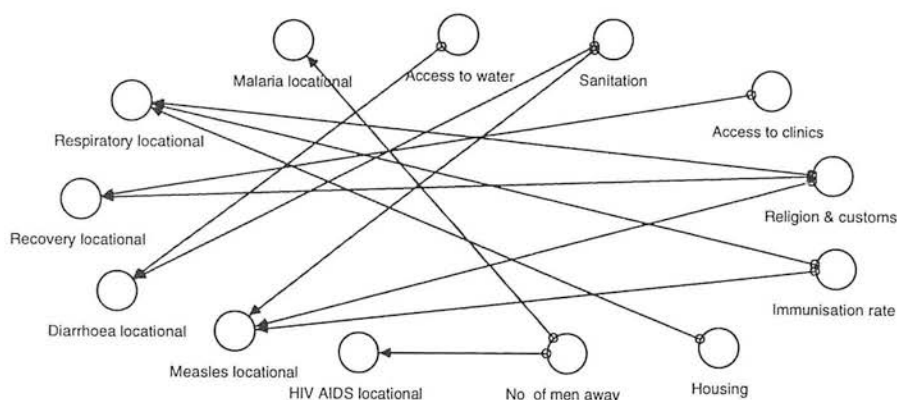 Malaria locational
Access to water
Sanitation
Respiratory locational
Access to clinics
Recovery locational
Religion & customs
Diarrhoea locational
Immunisation rate
Measles locational
HIV AIDS locational
No of men away
Housing